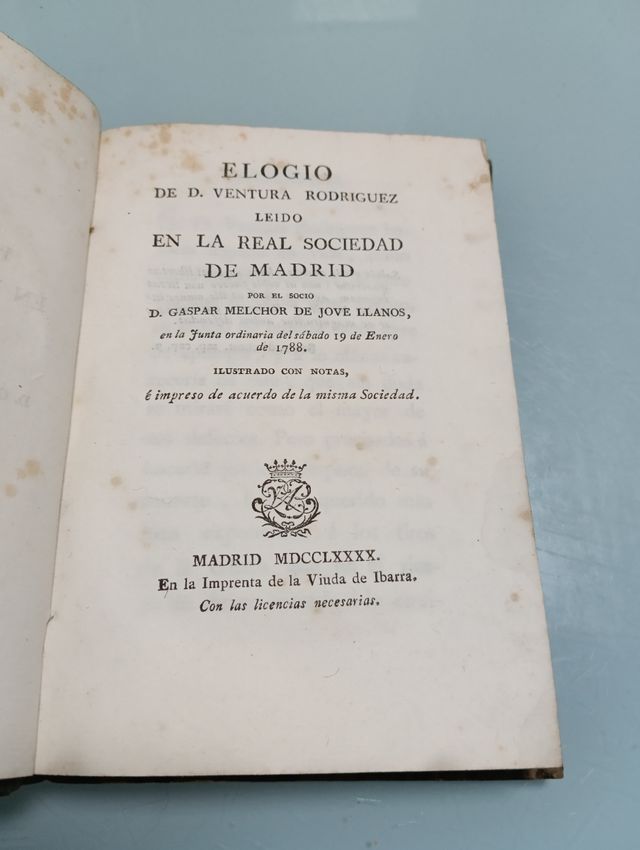 ELOGIO
DE D. VENTURA RODRIGUEZ
LEIDO
EN LA REAL SOCIEDAD
DE MADRID
POR EL SOCIO
D. GASPAR MELCHOR DE JOVE LLANOS,
en la Junta ordinaria del sábado 19 de Enero
de 1788.
ILUSTRADO CON NOTAS,
é impreso de acuerdo de la misma Sociedad.
MADRID MDCCLXXXX.
En la Imprenta de la Viuda de Ibarra.
Con las licencias necesarias.